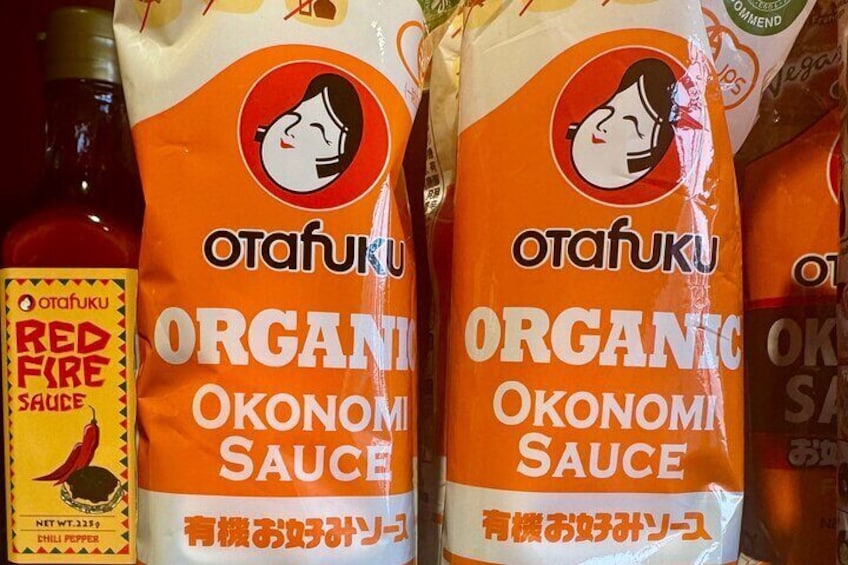 OTAFUKU
RED
FIRE
SAUCE
NET WT. 225g
CHILI PEPPER
OTAFUKU
ORGANIC
OKONOMI
SAUCE
有機お好みソース
OTAFUKU
ORGANIC
OKONOMI
SAUCE
有機お好みソース